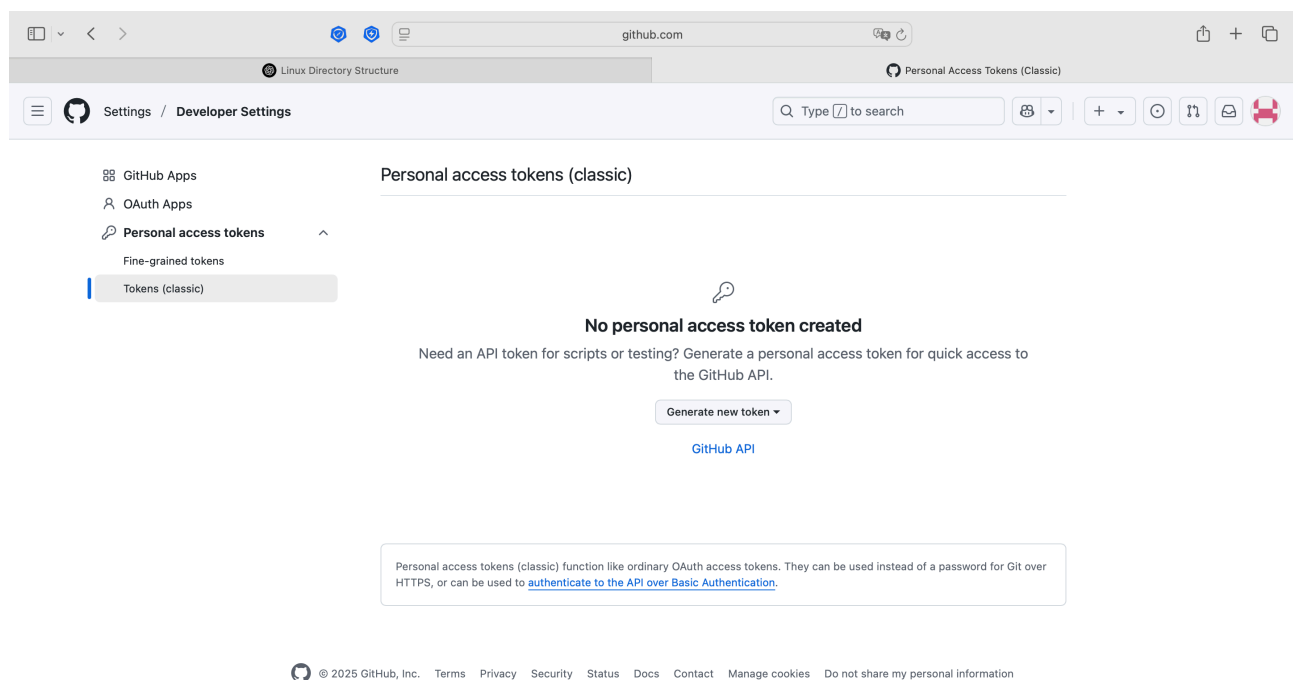 github.com
Linux Directory Structure
Personal Access Tokens (Classic)
Settings / Developer Settings
Type / to search
GitHub Apps
OAuth Apps
Personal access tokens
Fine-grained tokens
Tokens (classic)
Personal access tokens (classic)
No personal access token created
Need an API token for scripts or testing? Generate a personal access token for quick access to
the GitHub API.
Generate new token
GitHub API
Personal access tokens (classic) function like ordinary OAuth access tokens. They can be used instead of a password for Git over
HTTPS, or can be used to authenticate to the API over Basic Authentication.
© 2025 GitHub, Inc. Terms Privacy Security Status Docs Contact Manage cookies Do not share my personal information